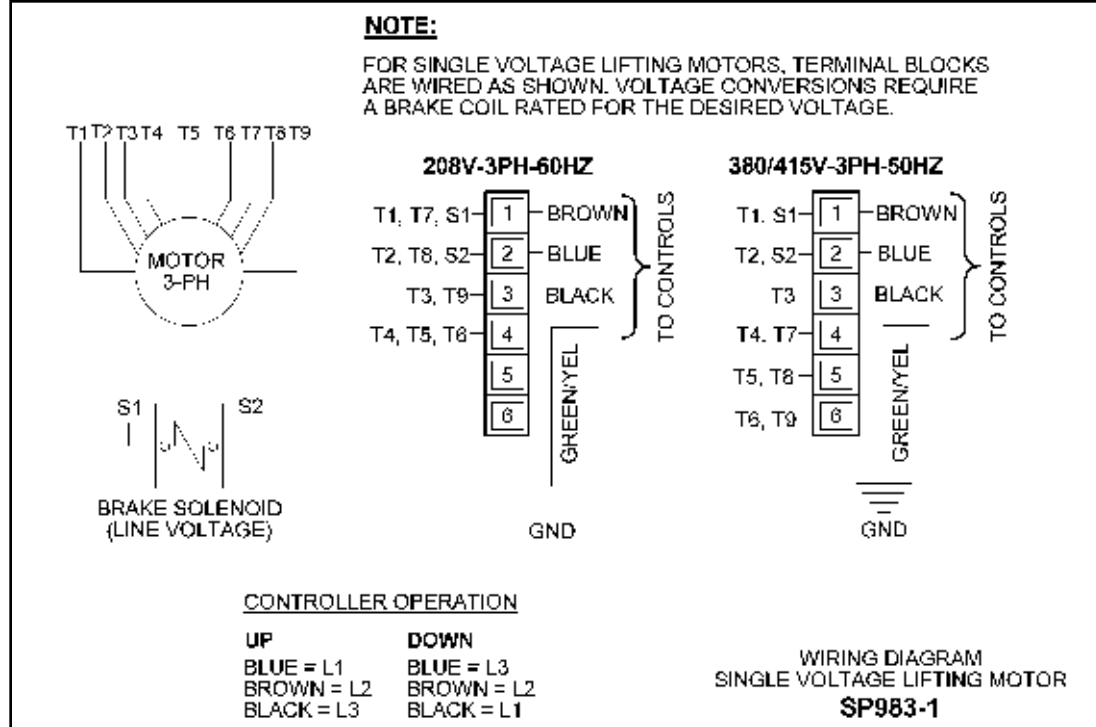 NOTE:
FOR SINGLE VOLTAGE LIFTING MOTORS, TERMINAL BLOCKS
ARE WIRED AS SHOWN. VOLTAGE CONVERSIONS REQUIRE
A BRAKE COIL RATED FOR THE DESIRED VOLTAGE.
T1 T2 T3 T4 T5 T6 T7 T8 T9
MOTOR
3-PH
S1 S2
BRAKE SOLENOID
(LINE VOLTAGE)
208V-3PH-60HZ
T1, T7, S1 1 BROWN
T2, T8, S2 2 BLUE
T3, T9 3 BLACK
T4, T5, T6 4
5
6
TO CONTROLS
GREEN/YEL
GND
380/415V-3PH-50HZ
T1. S1 1 BROWN
T2, S2 2 BLUE
T3 3 BLACK
T4. T7 4
T5, T8 5
T6, T9 6
TO CONTROLS
GREEN/YEL
GND
CONTROLLER OPERATION
UP DOWN
BLUE = L1 BLUE = L3
BROWN = L2 BROWN = L2
BLACK = L3 BLACK = L1
WIRING DIAGRAM
SINGLE VOLTAGE LIFTING MOTOR
SP983-1